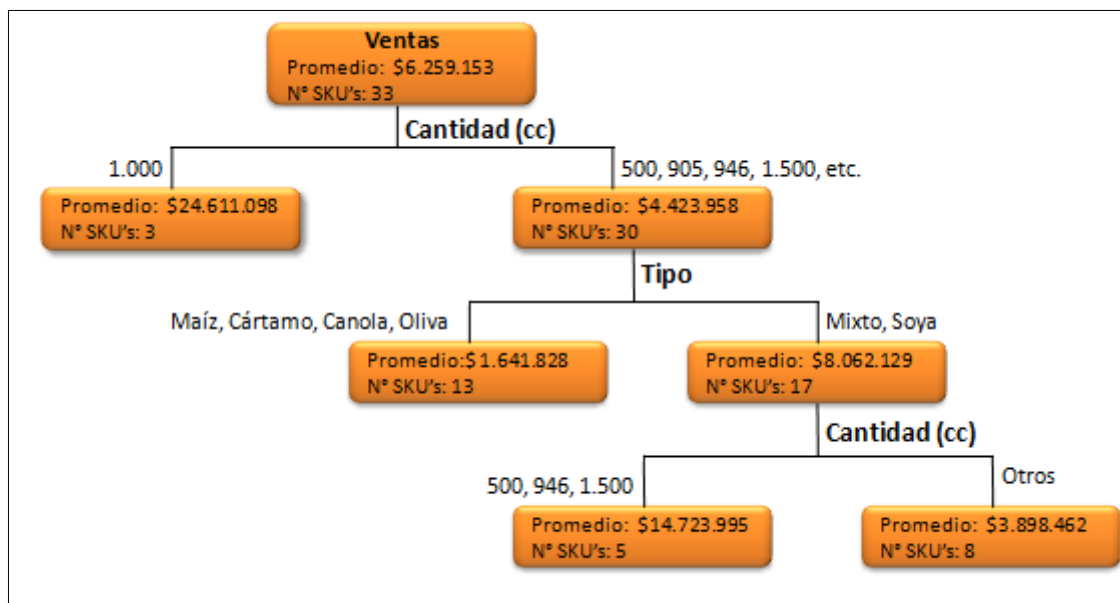 Ventas
Promedio: $6.259.153
N° SKU's: 33
Cantidad (cc)
1.000
500, 905, 946, 1.500, etc.
Promedio: $24.611.098
N° SKU's: 3
Promedio: $4.423.958
N° SKU's: 30
Tipo
Maíz, Cártamo, Canola, Oliva
Mixto, Soya
Promedio:$1.641.828
N° SKU's: 13
Promedio: $8.062.129
N° SKU's: 17
Cantidad (cc)
500, 946, 1.500
Otros
Promedio: $14.723.995
N° SKU's: 5
Promedio: $3.898.462
N° SKU's: 8